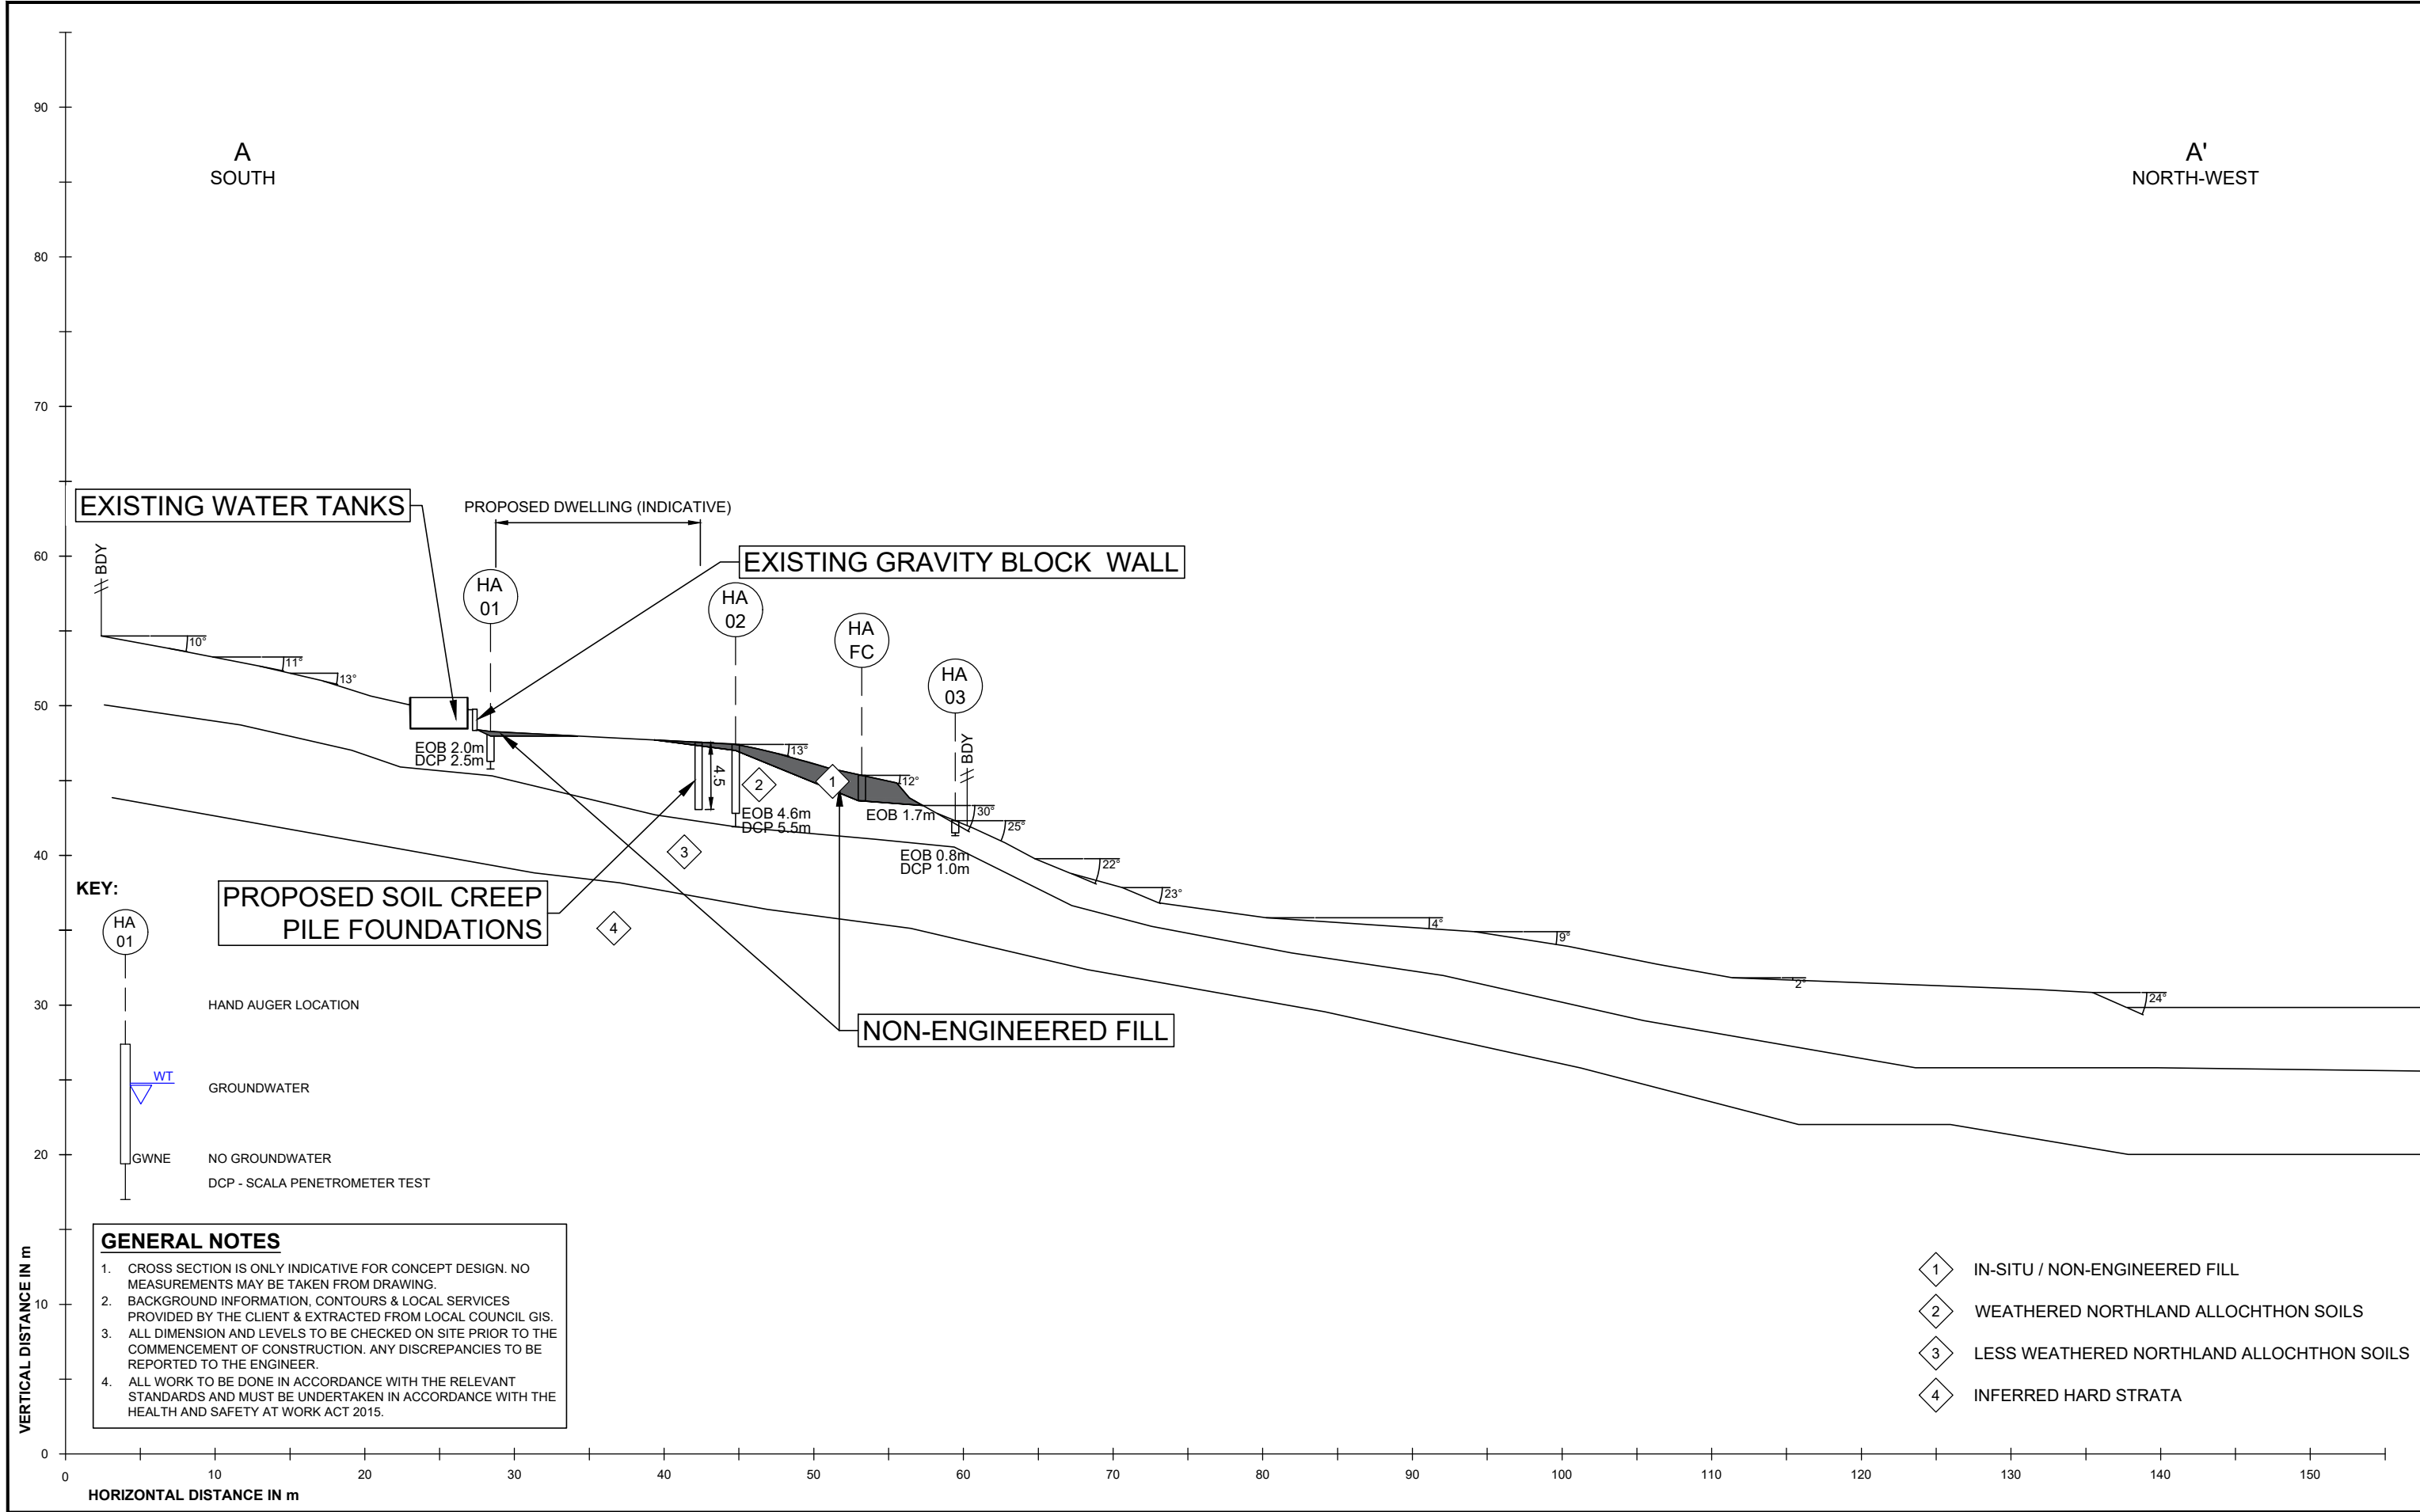 90
80
70
60
50
40
30
20
10
0
A
SOUTH
A'
NORTH-WEST
EXISTING WATER TANKS
PROPOSED DWELLING (INDICATIVE)
EXISTING GRAVITY BLOCK WALL
BDY
HA
01
HA
02
HA
FC
HA
03
BDY
10°
11°
13°
EOB 2.0m
DCP 2.5m
4.5
13°
12°
1
2
EOB 4.6m
DCP 5.5m
EOB 1.7m
30°
25°
EOB 0.8m
DCP 1.0m
22°
23°
4°
9°
2°
24°
3
4
PROPOSED SOIL CREEP
PILE FOUNDATIONS
NON-ENGINEERED FILL
KEY:
HA
01
HAND AUGER LOCATION
WT
GROUNDWATER
GWNE NO GROUNDWATER
DCP - SCALA PENETROMETER TEST
GENERAL NOTES
1. CROSS SECTION IS ONLY INDICATIVE FOR CONCEPT DESIGN. NO
MEASUREMENTS MAY BE TAKEN FROM DRAWING.
2. BACKGROUND INFORMATION, CONTOURS & LOCAL SERVICES
PROVIDED BY THE CLIENT & EXTRACTED FROM LOCAL COUNCIL GIS.
3. ALL DIMENSION AND LEVELS TO BE CHECKED ON SITE PRIOR TO THE
COMMENCEMENT OF CONSTRUCTION. ANY DISCREPANCIES TO BE
REPORTED TO THE ENGINEER.
4. ALL WORK TO BE DONE IN ACCORDANCE WITH THE RELEVANT
STANDARDS AND MUST BE UNDERTAKEN IN ACCORDANCE WITH THE
HEALTH AND SAFETY AT WORK ACT 2015.
1 IN-SITU / NON-ENGINEERED FILL
2 WEATHERED NORTHLAND ALLOCHTHON SOILS
3 LESS WEATHERED NORTHLAND ALLOCHTHON SOILS
4 INFERRED HARD STRATA
VERTICAL DISTANCE IN m
0 10 20 30 40 50 60 70 80 90 100 110 120 130 140 150
HORIZONTAL DISTANCE IN m